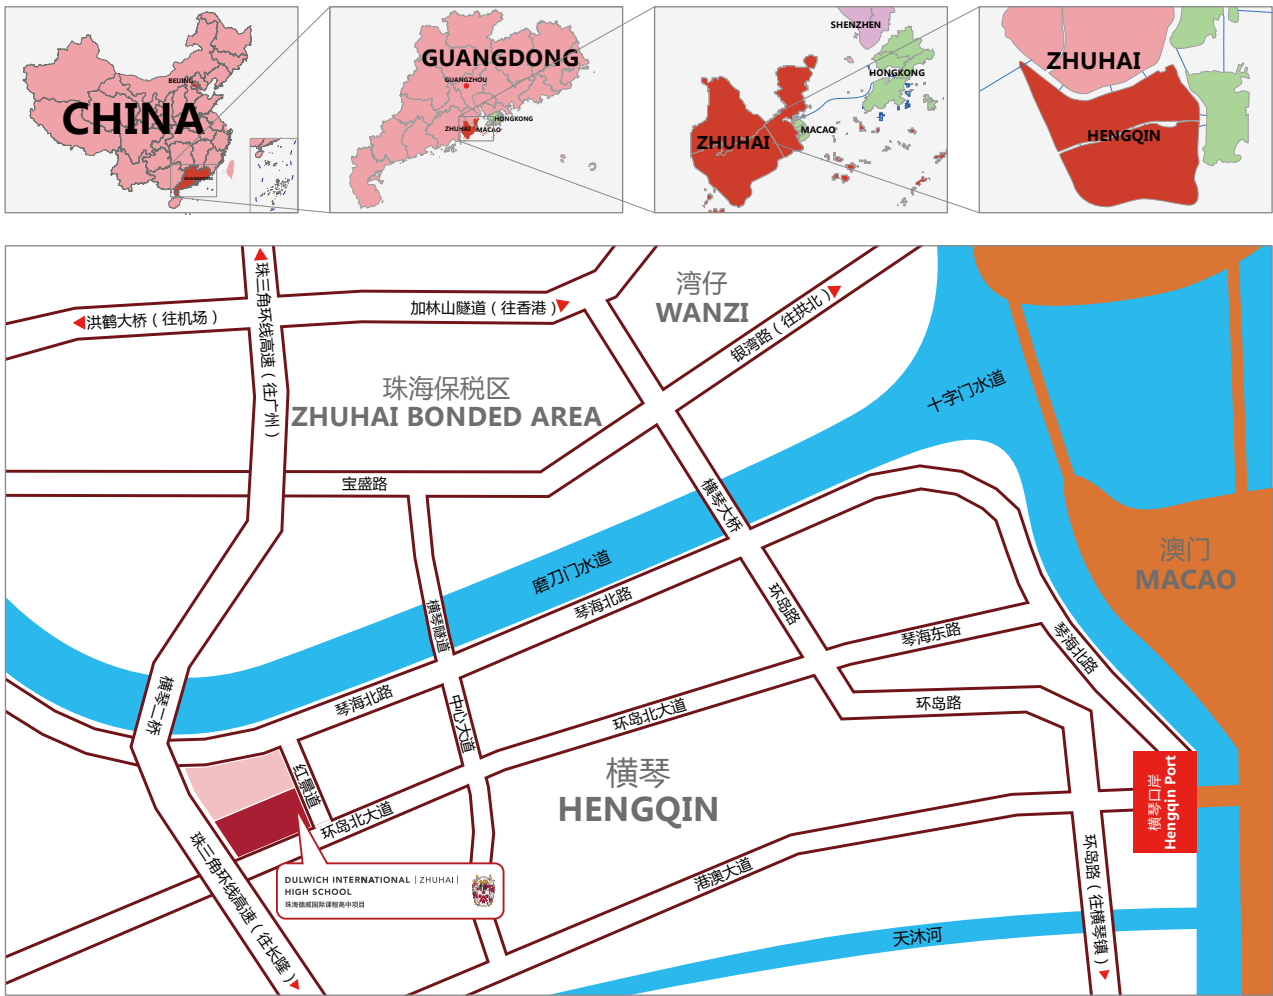 BEIJING
CHINA
GUANGDONG
GUANGDONG
GUANGZHOU
HONGKONG
ZHUHAI
MACAO
SHENZHEN
HONGKONG
MACAO
ZHUHAI
ZHUHAI
HENGQIN
珠三角环线高速（往广州）
洪鹤大桥（往机场）
加林山隧道（往香港）
湾仔
WANZI
银湾路（往拱北）
珠海保税区
ZHUHAI BONDED AREA
十字门水道
宝盛路
横琴大桥
澳门
MACAO
磨刀门水道
琴海北路
环岛路
横琴隧道
琴海东路
琴海北路
横琴二桥
琴海北路
中心大道
环岛北大道
环岛路
红景道
横琴
HENGQIN
横琴口岸
Hengqin Port
环岛北大道
珠三角环线高速（往长隆）
港澳大道
环岛路（往横琴镇）
DULWICH INTERNATIONAL | ZHUHAI |
HIGH SCHOOL
珠海德威国际课程高中项目
天沐河